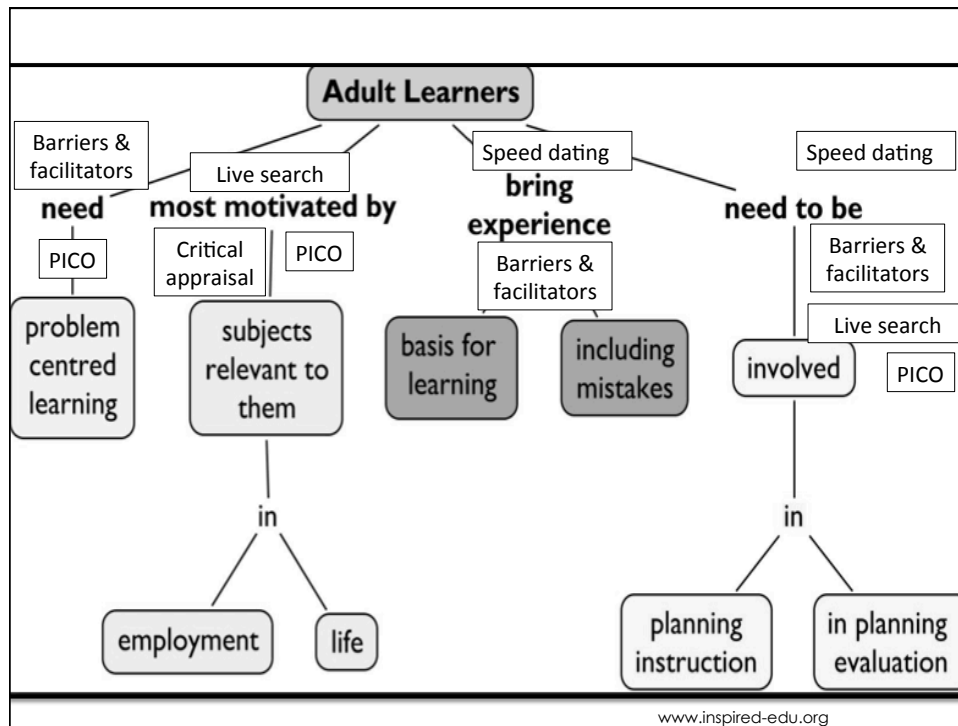 Adult Learners
Barriers &
facilitators
need
PICO
problem
centred
learning
Live search
most motivated by
Critical
appraisal
PICO
subjects
relevant to
them
in
employment
life
Speed dating
bring
experience
Barriers &
facilitators
basis for
learning
including
mistakes
Speed dating
need to be
Barriers &
facilitators
Live search
involved
PICO
in
planning
instruction
in planning
evaluation
www.inspired-edu.org